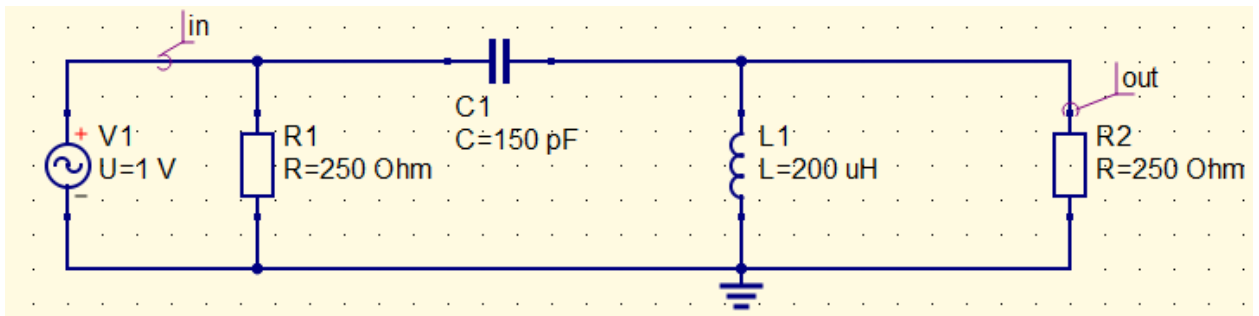 in
out
V1
U=1 V
R1
R=250 Ohm
C1
C=150 pF
L1
L=200 uH
R2
R=250 Ohm